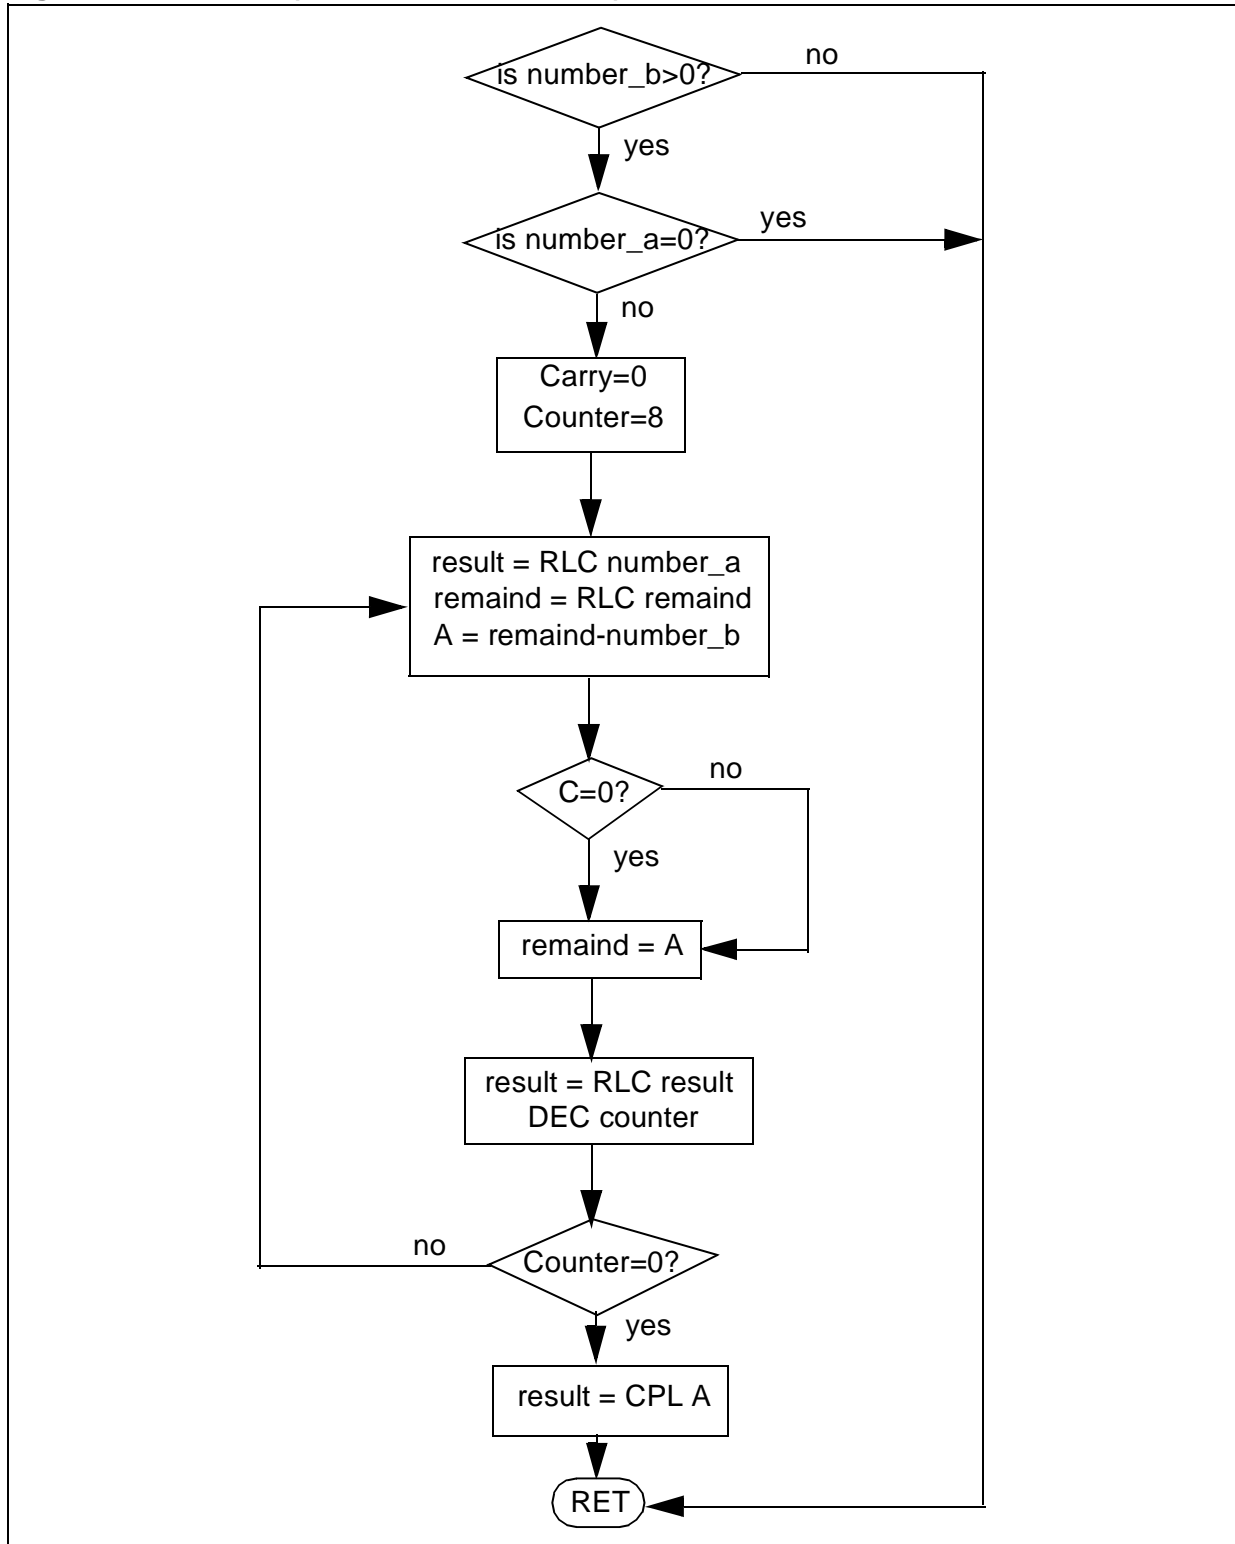 is number_b>0?
no
yes
is number_a=0?
yes
no
Carry=0
Counter=8
result = RLC number_a
remaind = RLC remaind
A = remaind-number_b
C=0?
no
yes
remaind = A
result = RLC result
DEC counter
no
Counter=0?
yes
result = CPL A
RET